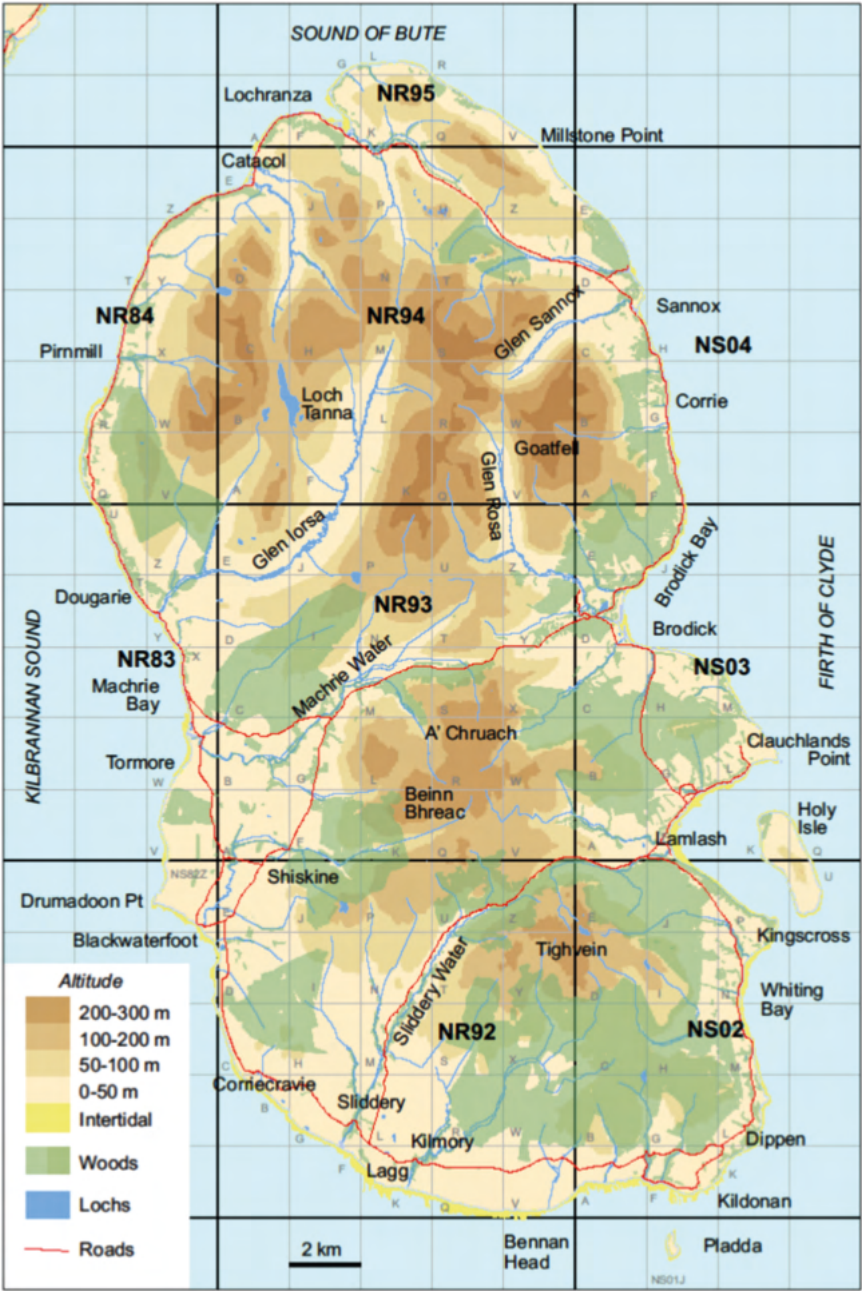 SOUND OF BUTE
Lochranza
NR95
Millstone Point
Catacol
NR84
NR94
Glen Sannox
Sannox
NS04
Pirnmill
Loch
Tanna
Corrie
Goatfell
Glen Rosa
Glen Iorsa
Brodick Bay
Dougarie
NR93
Brodick
KILBRANNAN SOUND
FIRTH OF CLYDE
NR83
NS03
Machrie
Bay
Machrie Water
A' Chruach
Clauchlands
Point
Tormore
Beinn
Bhreac
Holy
Isle
Lamlash
NS82Z
Shiskine
Drumadoon Pt
Blackwaterfoot
Kingscross
Tighvein
Sliddery Water
Whiting
Bay
NR92
NS02
Corriecravie
Sliddery
Kilmory
Dippen
Lagg
Kildonan
Bennan
Head
Pladda
NS01J
Altitude
200-300 m
100-200 m
50-100 m
0-50 m
Intertidal
Woods
Lochs
Roads
2 km